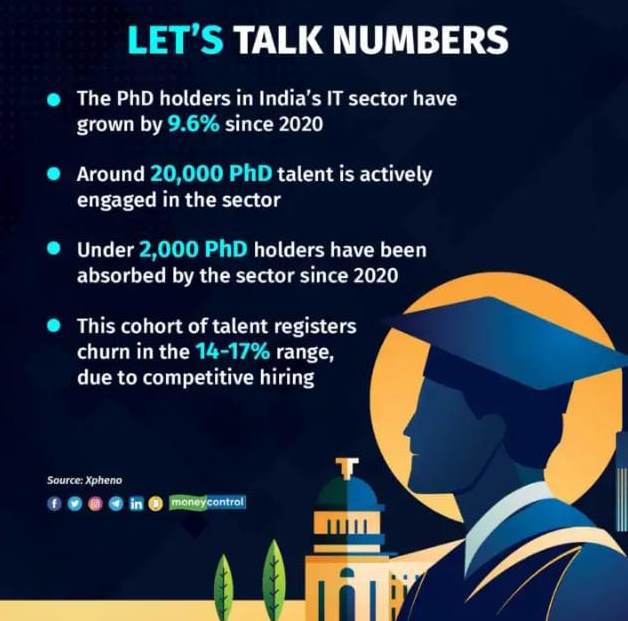 LET'S TALK NUMBERS
The PhD holders in India's IT sector have
grown by 9.6% since 2020
Around 20,000 PhD talent is actively
engaged in the sector
Under 2,000 PhD holders have been
absorbed by the sector since 2020
This cohort of talent registers
churn in the 14-17% range,
due to competitive hiring
Source: Xpheno
moneycontrol